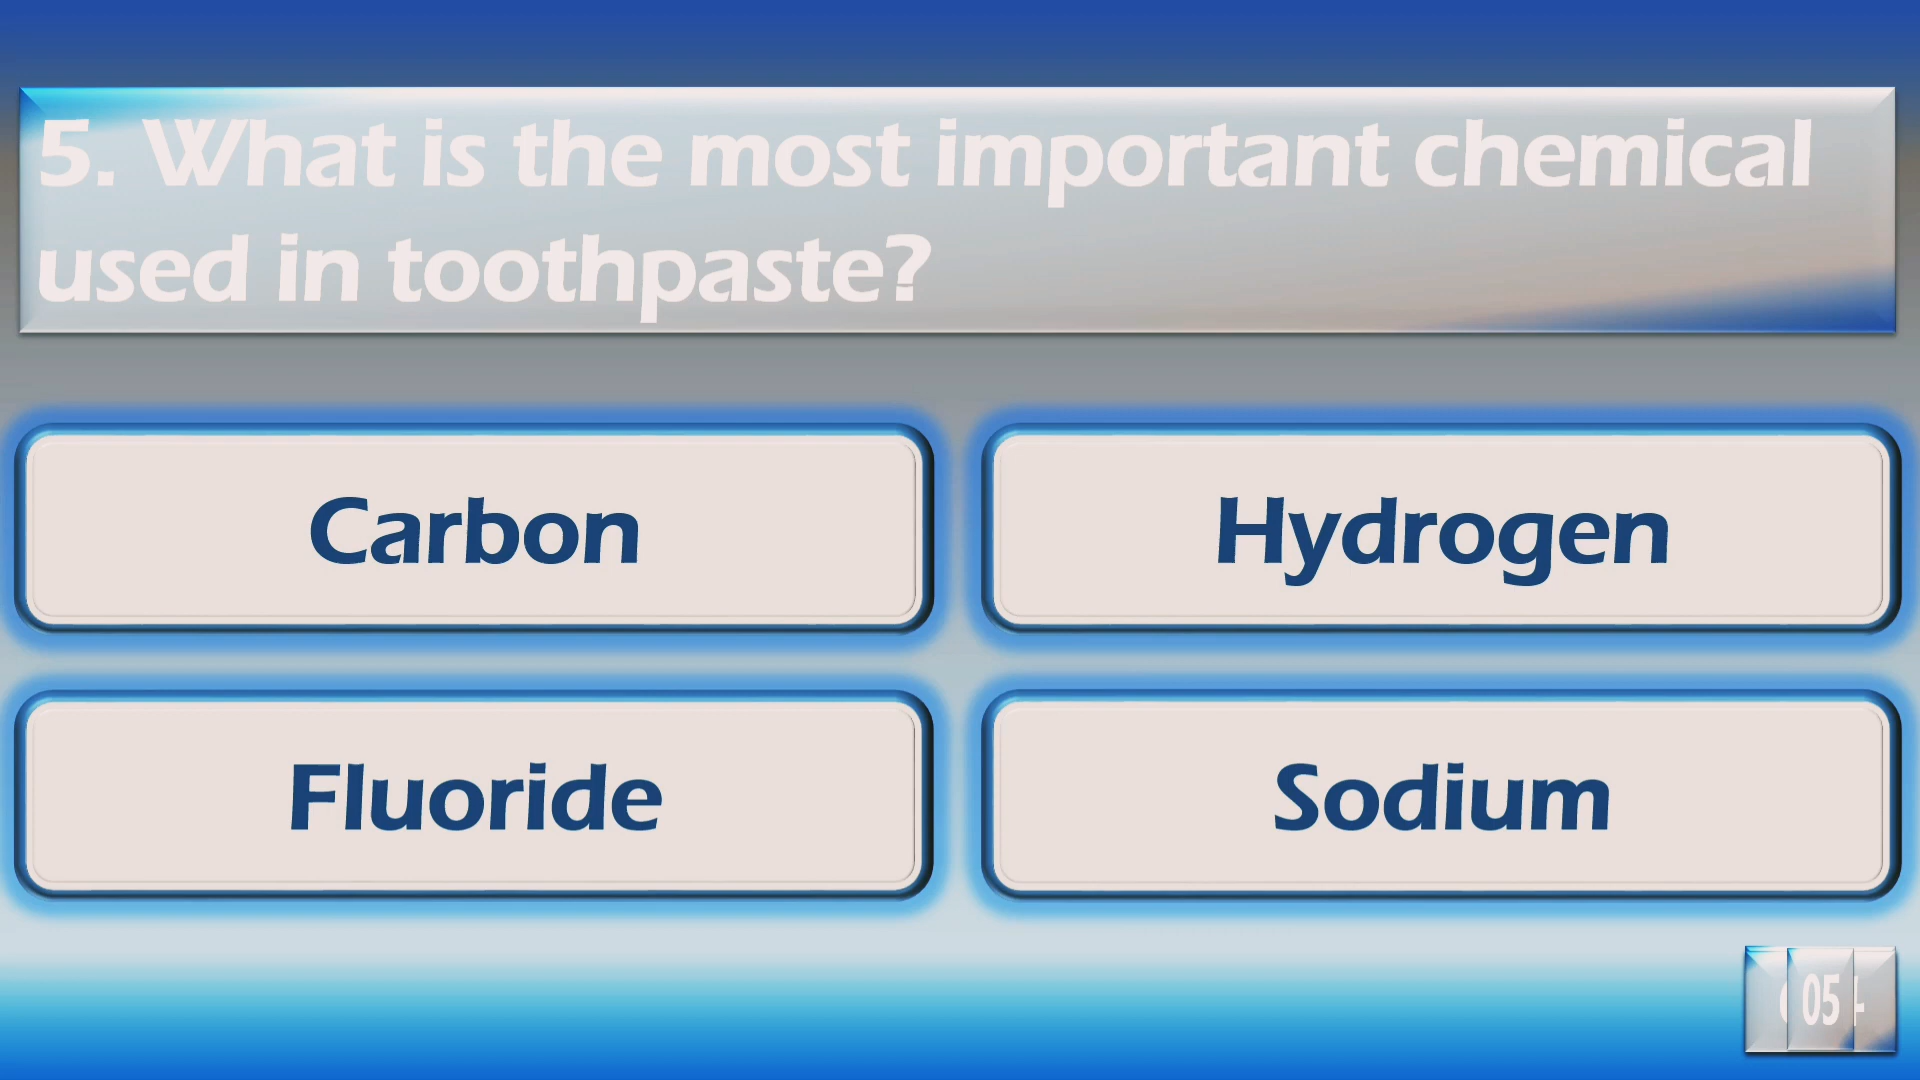 5. What is the most important chemical
used in toothpaste?
Carbon
Hydrogen
Fluoride
Sodium
05